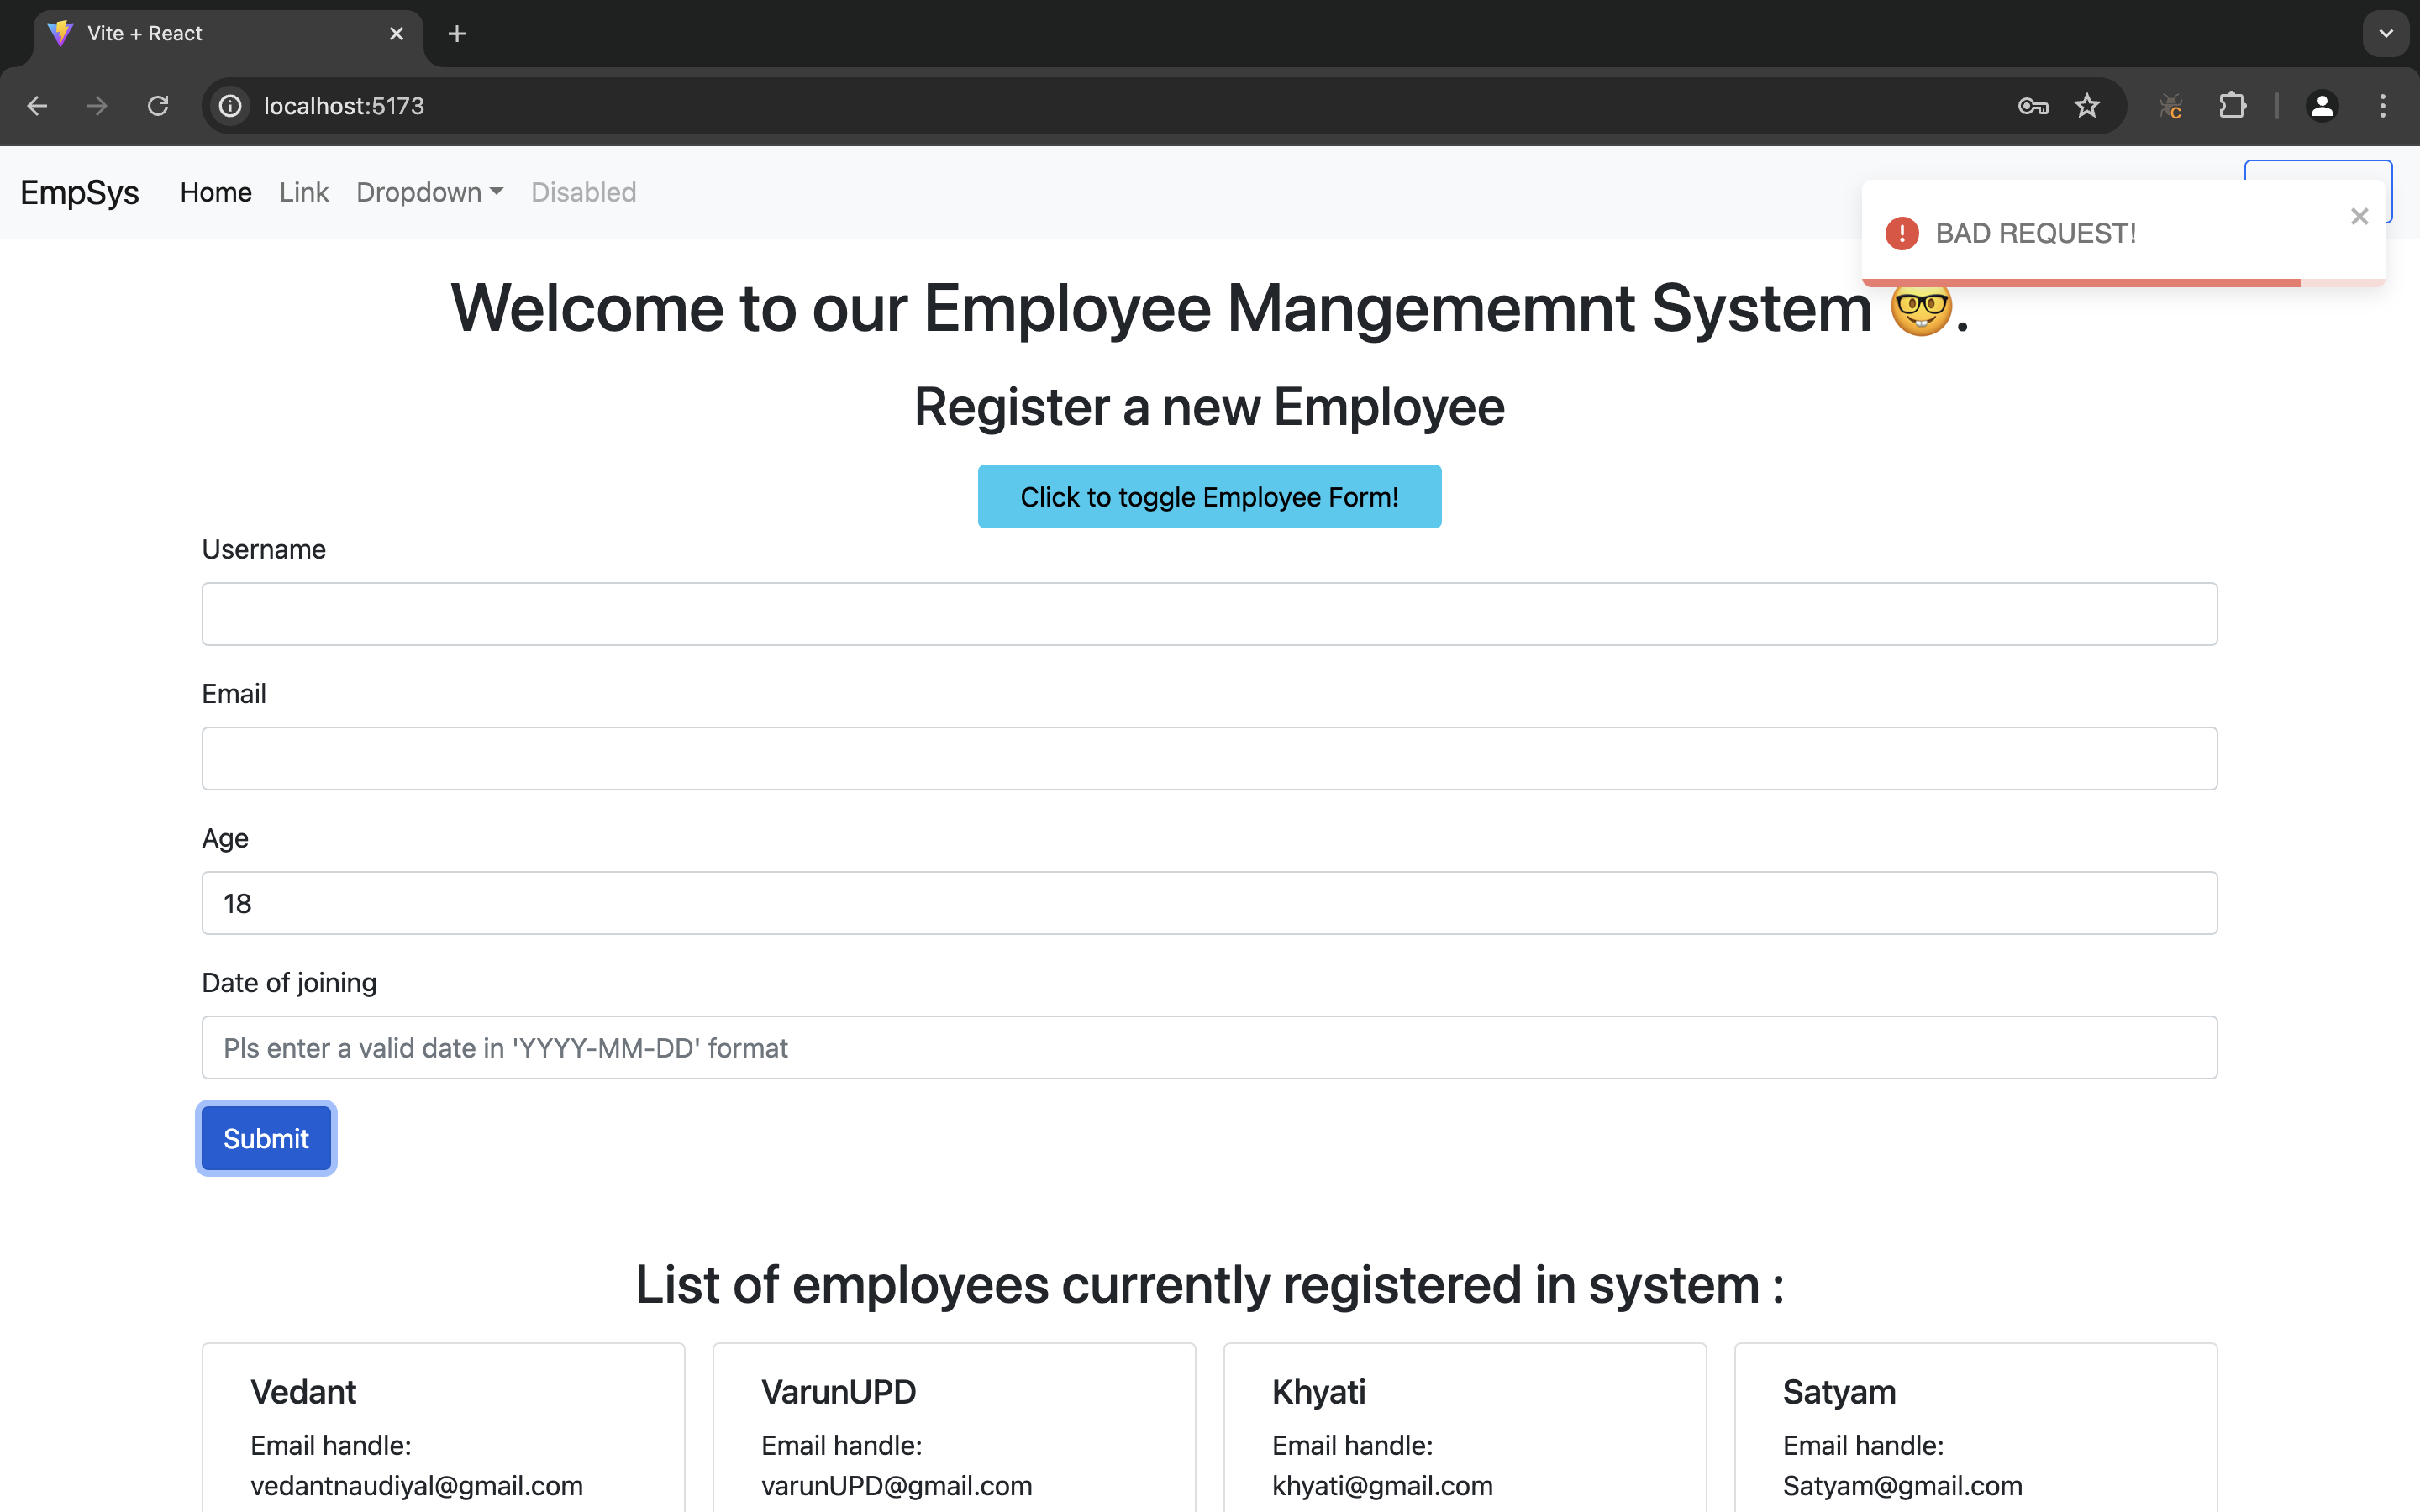 Vite + React
localhost:5173
EmpSys Home Link Dropdown Disabled
BAD REQUEST!
Welcome to our Employee Mangememnt System 🤓.
Register a new Employee
Click to toggle Employee Form!
Username
Email
Age
18
Date of joining
Pls enter a valid date in 'YYYY-MM-DD' format
Submit
List of employees currently registered in system :
Vedant
Email handle:
vedantnaudiyal@gmail.com
VarunUPD
Email handle:
varunUPD@gmail.com
Khyati
Email handle:
khyati@gmail.com
Satyam
Email handle:
Satyam@gmail.com